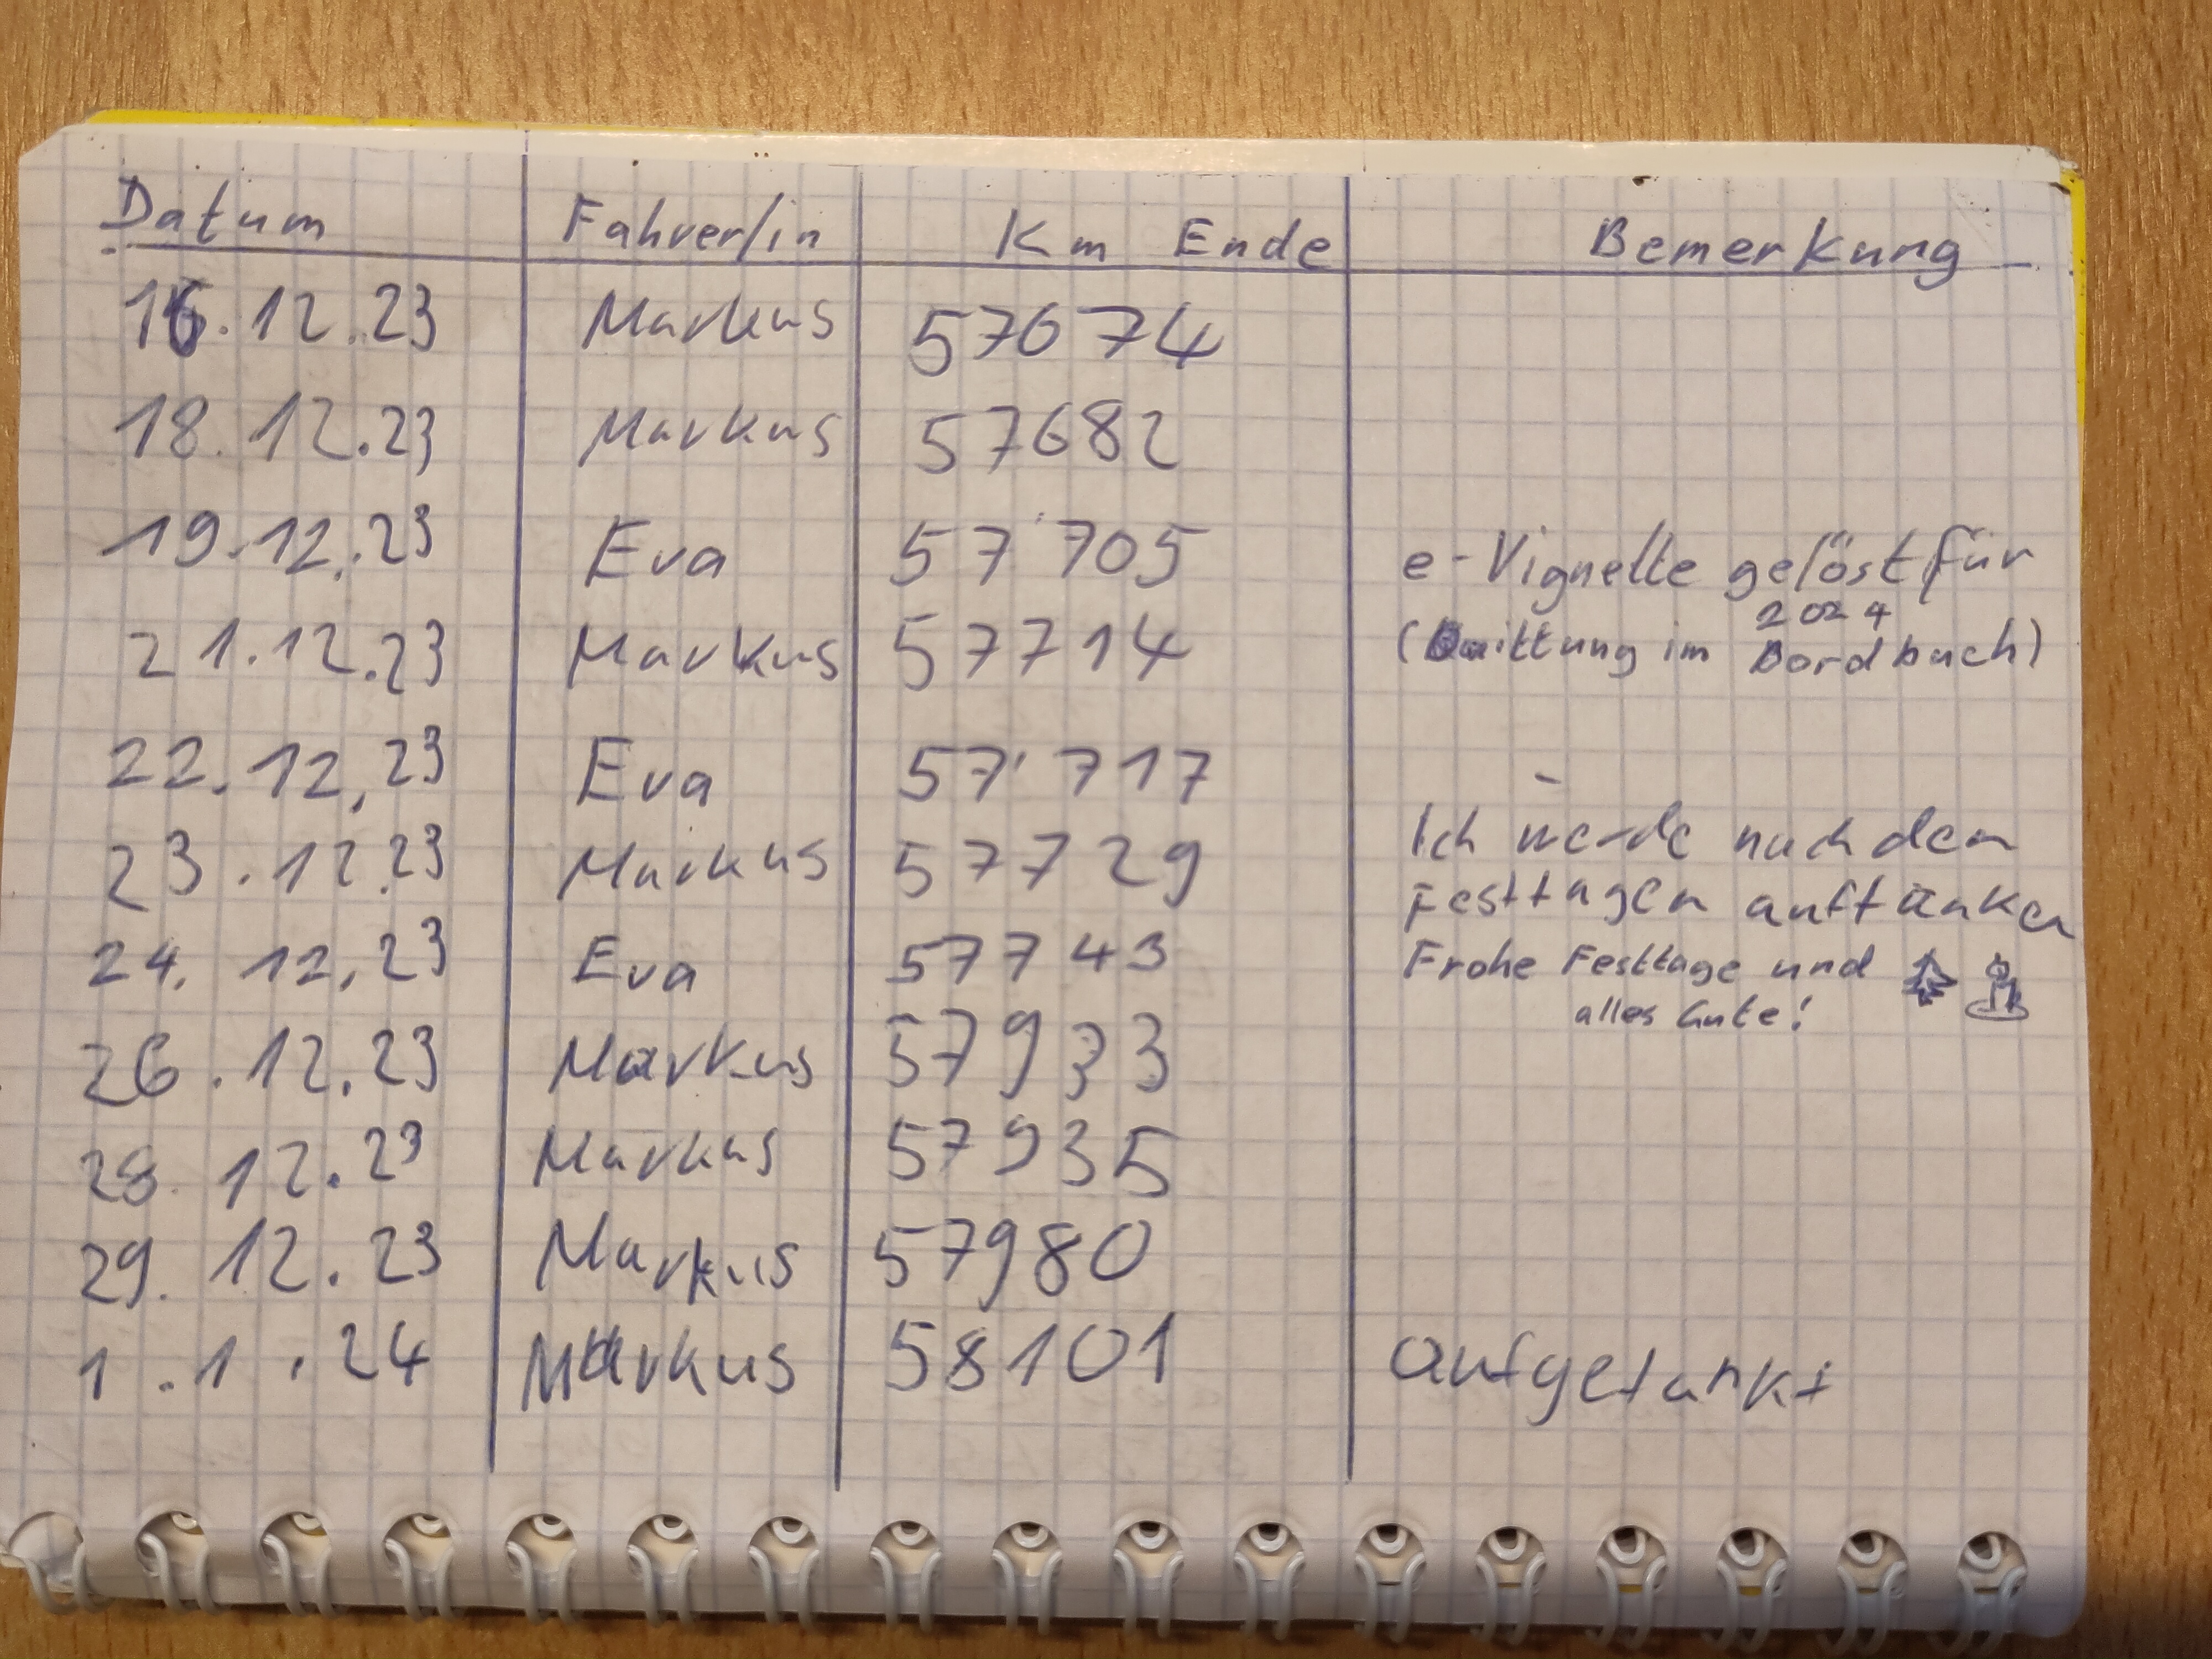 Datum Fahrer/in Km Ende Bemerkung
16.12.23 Markus 57674
18.12.23 Markus 57682
19.12.23 Eva 57'705 e-Vignette gelöst für
2024
21.12.23 Markus 57714 (Quittung im Bordbuch)
22.12.23 Eva 57'717
23.12.23 Markus 57729 Ich werde nach den
Festtagen auftanken
24.12.23 Eva 57743 Frohe Festtage und
alles Gute!
26.12.23 Markus 57933
28.12.23 Markus 57935
29.12.23 Markus 57980
1.1.24 Markus 58101 aufgetankt